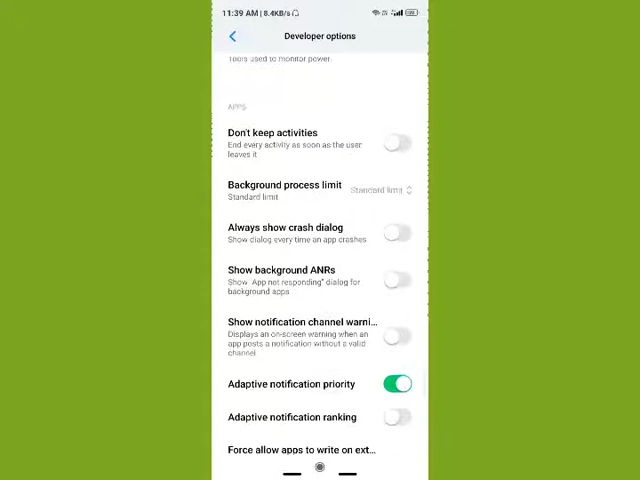 11:39 AM | 8.4KB/s
Developer options
Tools used to monitor power.
APPS
Don't keep activities
End every activity as soon as the user
leaves it
Background process limit
Standard limit
Standard limit
Always show crash dialog
Show dialog every time an app crashes
Show background ANRs
Show "App not responding" dialog for
background apps
Show notification channel warni...
Displays an on-screen warning when an
app posts a notification without a valid
channel
Adaptive notification priority
Adaptive notification ranking
Force allow apps to write on ext...